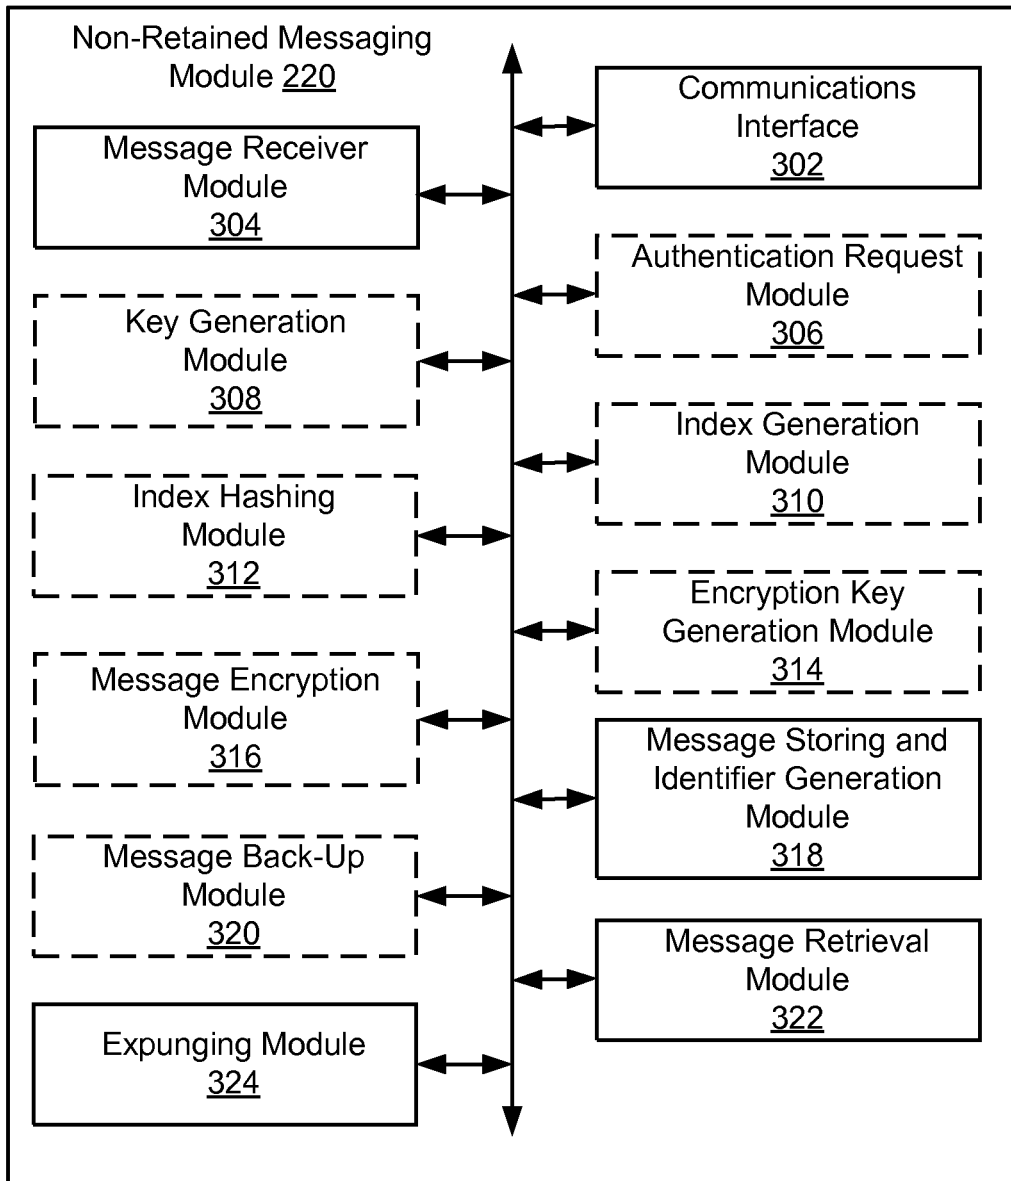 Non-Retained Messaging
Module 220
Communications
Interface
302
Message Receiver
Module
304
Authentication Request
Module
306
Key Generation
Module
308
Index Generation
Module
310
Index Hashing
Module
312
Encryption Key
Generation Module
314
Message Encryption
Module
316
Message Storing and
Identifier Generation
Module
318
Message Back-Up
Module
320
Message Retrieval
Module
322
Expunging Module
324